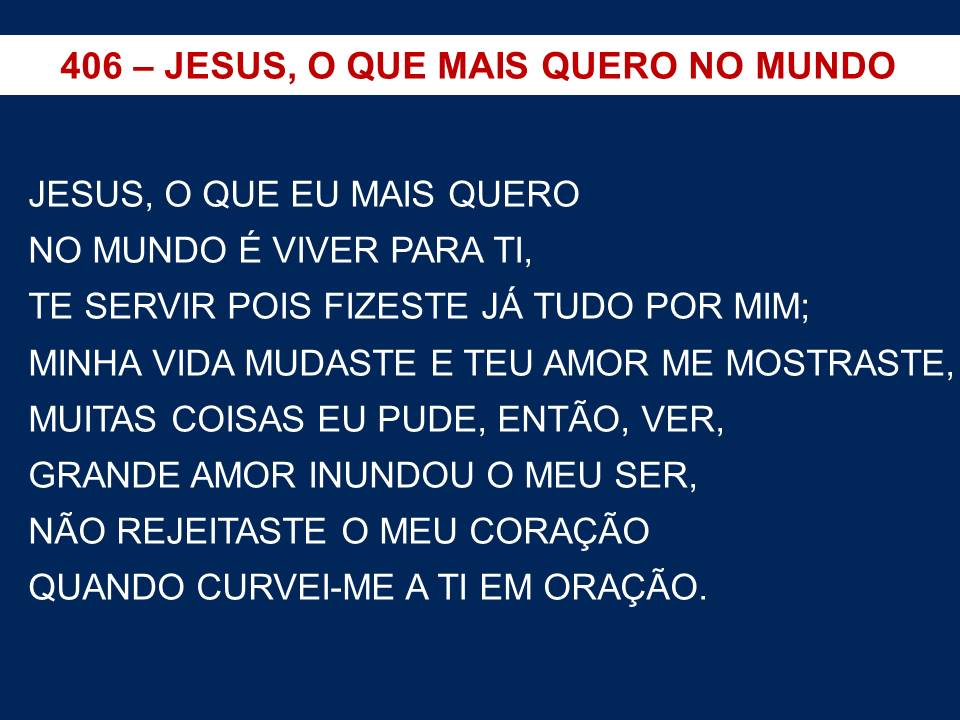 406 – JESUS, O QUE MAIS QUERO NO MUNDO
JESUS, O QUE EU MAIS QUERO
NO MUNDO É VIVER PARA TI,
TE SERVIR POIS FIZESTE JÁ TUDO POR MIM;
MINHA VIDA MUDASTE E TEU AMOR ME MOSTRASTE,
MUITAS COISAS EU PUDE, ENTÃO, VER,
GRANDE AMOR INUNDOU O MEU SER,
NÃO REJEITASTE O MEU CORAÇÃO
QUANDO CURVEI-ME A TI EM ORAÇÃO.